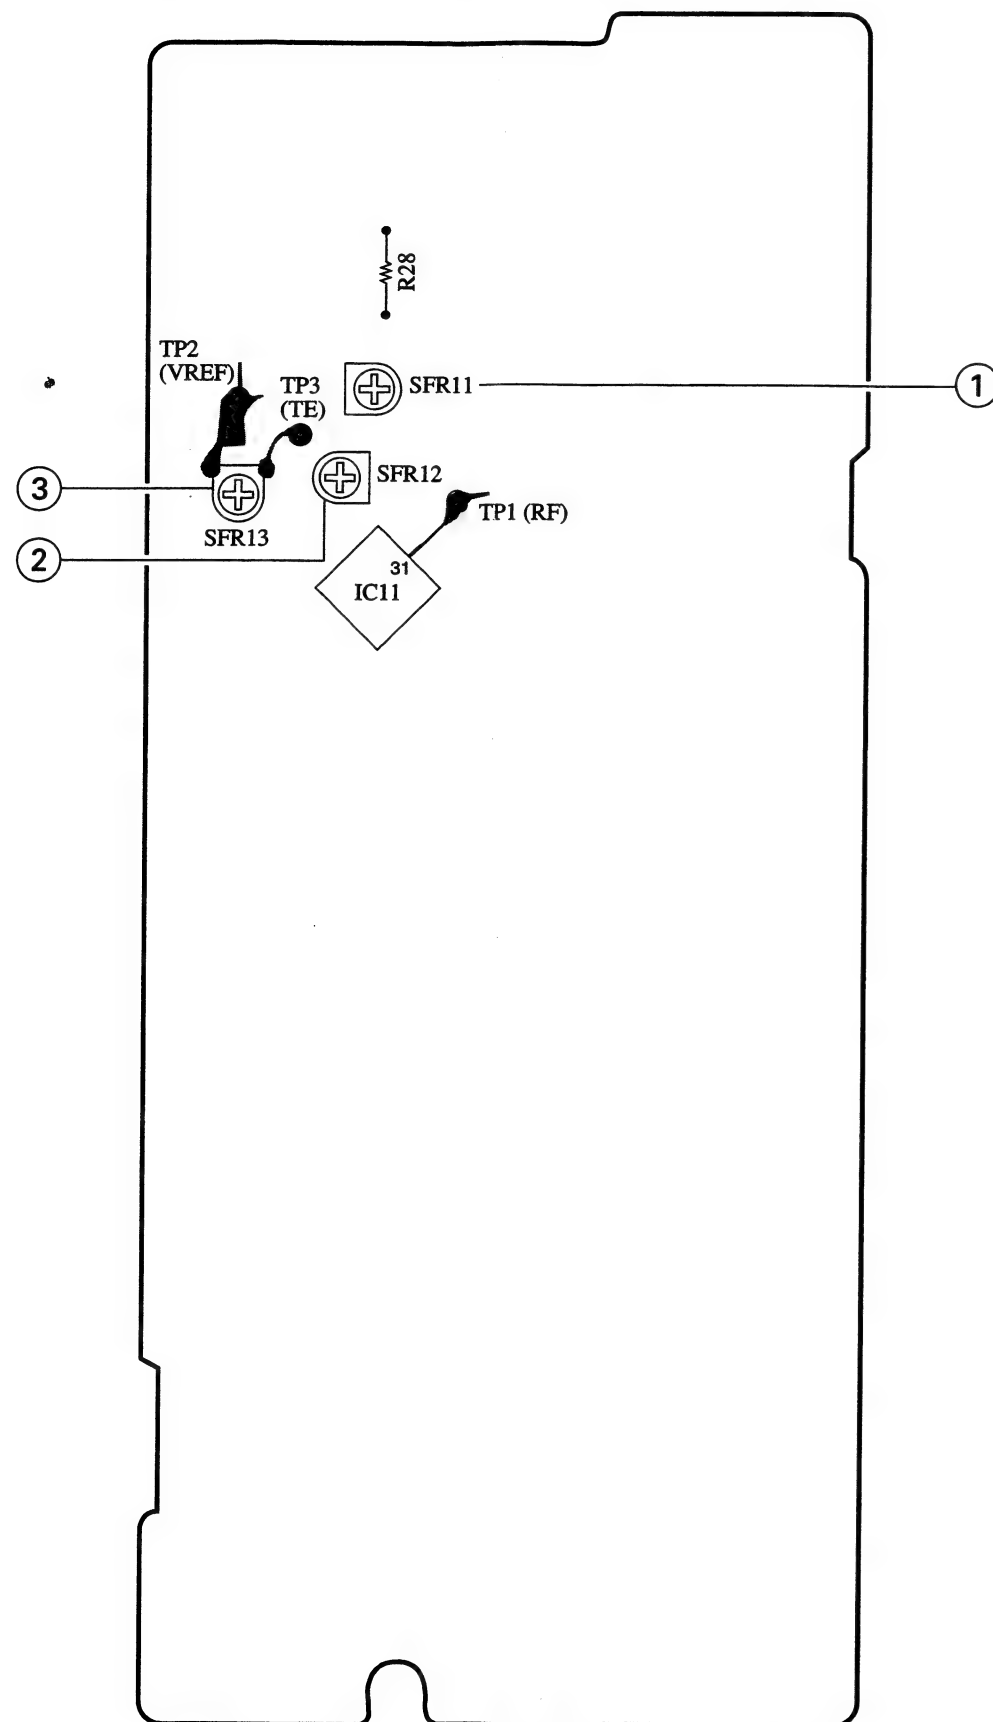 R28
TP2
(VREF)
TP3
(TE)
SFR11
1
SFR12
3
TP1 (RF)
SFR13
2
31
IC11